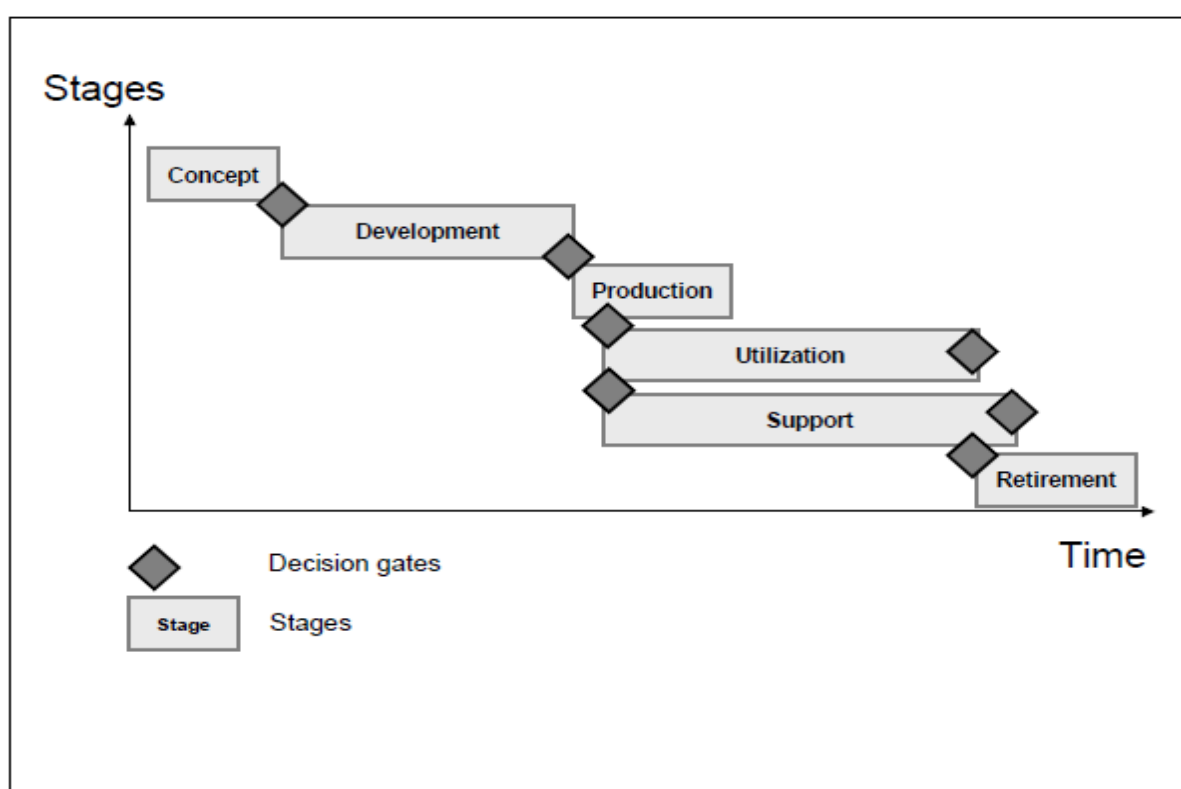 Stages
Concept
Development
Production
Utilization
Support
Retirement
Time
Decision gates
Stage
Stages